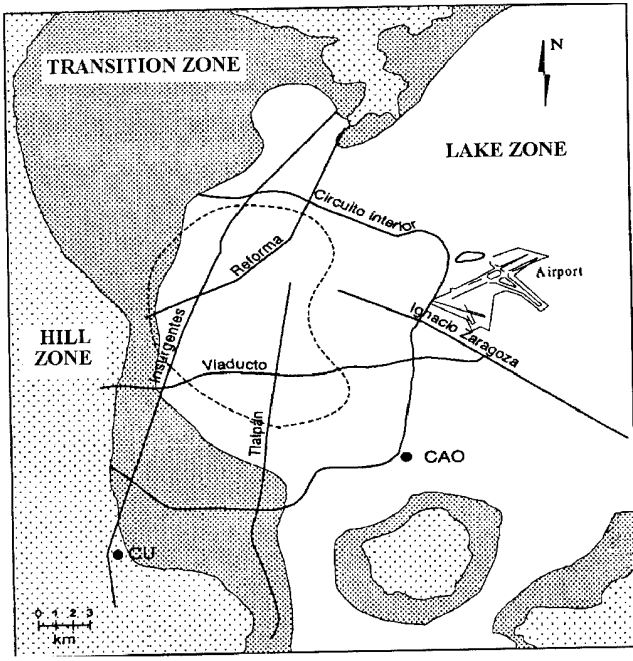 TRANSITION ZONE
N
LAKE ZONE
Circuito interior
Reforma
Airport
HILL
ZONE
Insurgentes
Ignacio Zaragoza
Viaducto
Tlalpan
CAO
CU
0 1 2 3
km